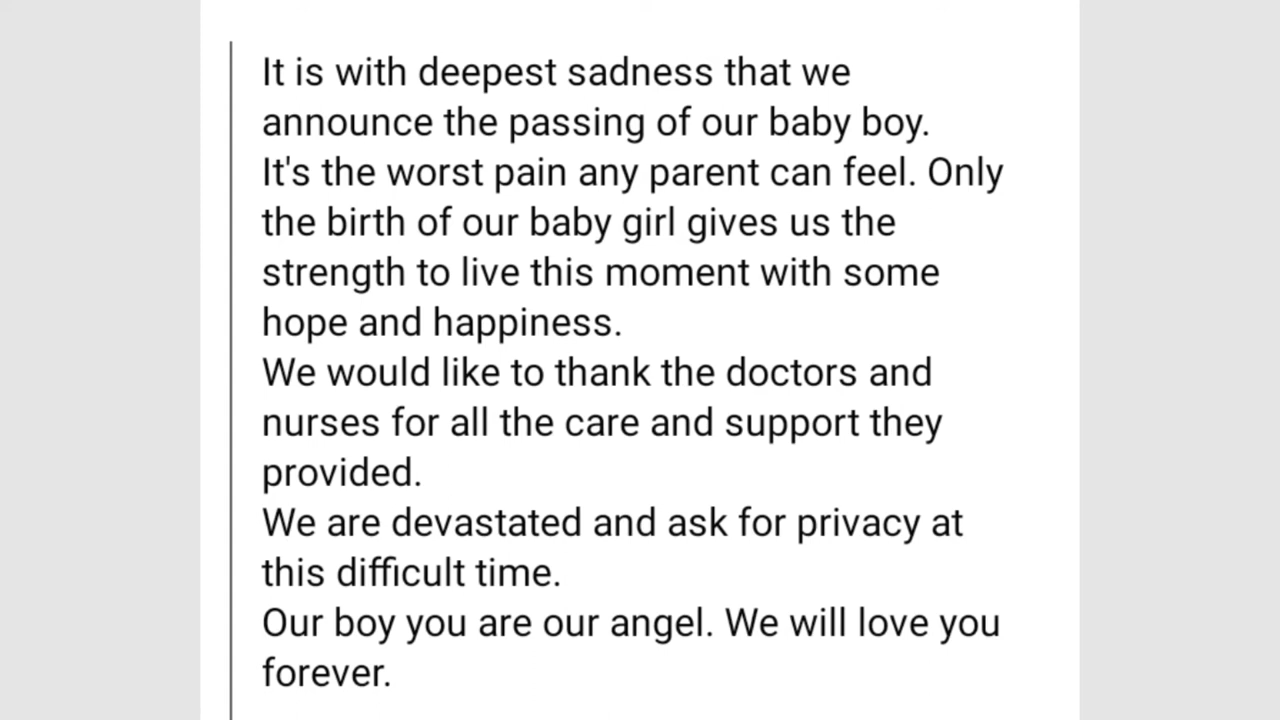 It is with deepest sadness that we
announce the passing of our baby boy.
It's the worst pain any parent can feel. Only
the birth of our baby girl gives us the
strength to live this moment with some
hope and happiness.
We would like to thank the doctors and
nurses for all the care and support they
provided.
We are devastated and ask for privacy at
this difficult time.
Our boy you are our angel. We will love you
forever.